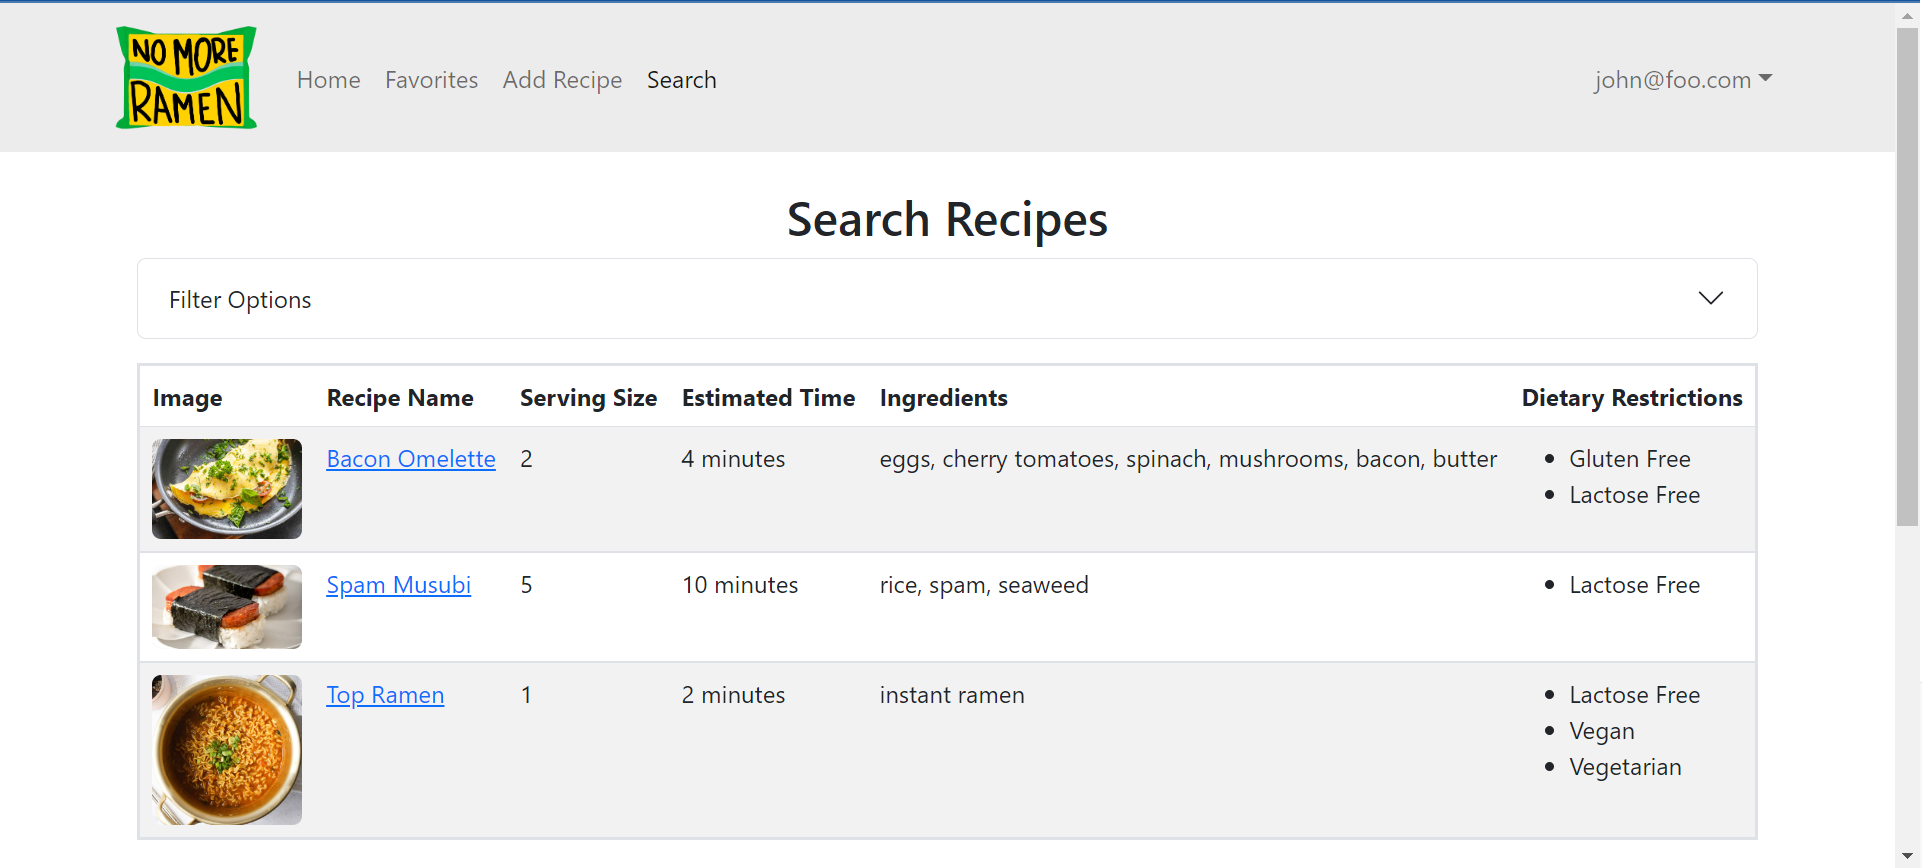 NO MORE
RAMEN
Home Favorites Add Recipe Search john@foo.com
Search Recipes
Filter Options
Image Recipe Name Serving Size Estimated Time Ingredients Dietary Restrictions
Bacon Omelette 2 4 minutes eggs, cherry tomatoes, spinach, mushrooms, bacon, butter Gluten Free
Lactose Free
Spam Musubi 5 10 minutes rice, spam, seaweed Lactose Free
Top Ramen 1 2 minutes instant ramen Lactose Free
Vegan
Vegetarian